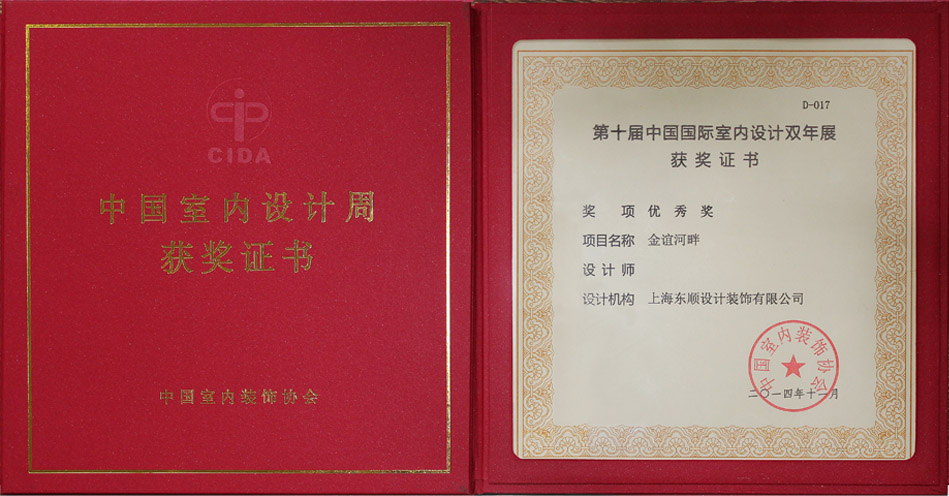 CIDA
中国室内设计周
获奖证书
中国室内装饰协会
D-017
第十届中国国际室内设计双年展
获奖证书
奖 项 优秀奖
项目名称 金谊河畔
设计师
设计机构 上海东顺设计装饰有限公司
中国室内装饰协会
二〇一四年十一月